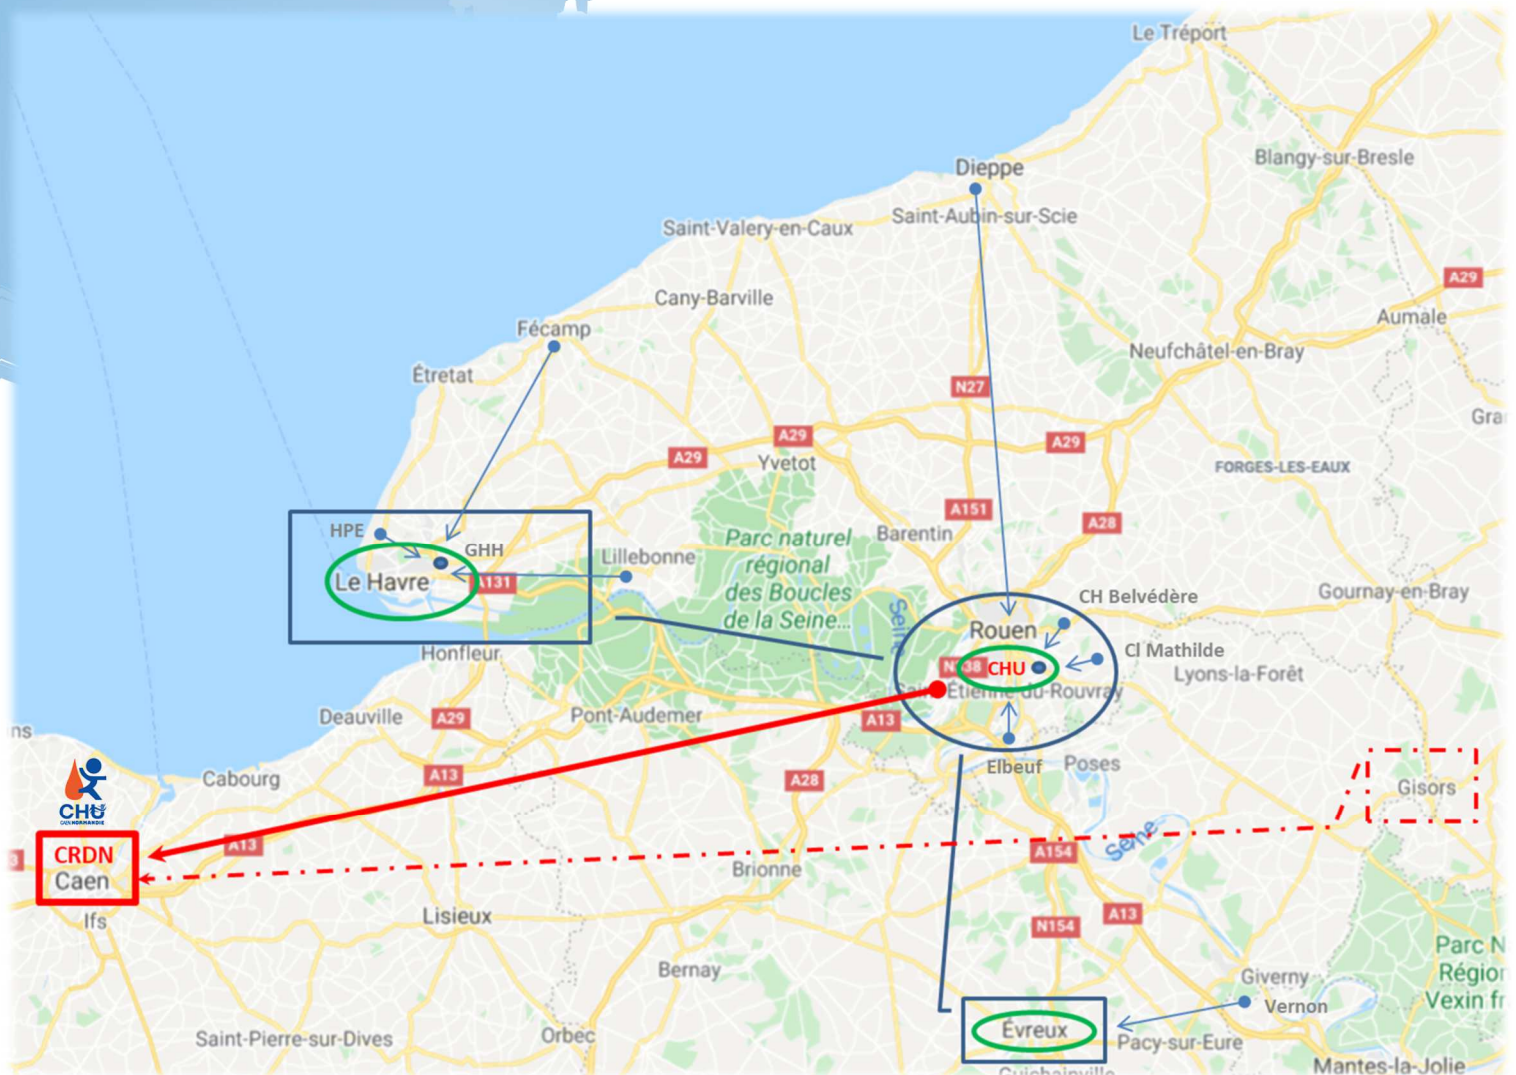 Le Tréport
Blangy-sur-Bresle
Dieppe
Saint-Aubin-sur-Scie
Saint-Valery-en-Caux
A29
Cany-Barville
Aumale
Fécamp
Neufchâtel-en-Bray
Étretat
N27
Gra
A29
A29
A29
Yvetot
FORGES-LES-EAUX
A151
A28
HPE
GHH
Barentin
Parc naturel
régional
des Boucles
de la Seine...
Lillebonne
Le Havre
A131
Gournay-en-Bray
CH Belvédère
Seine
Rouen
Cl Mathilde
Honfleur
CHU
Lyons-la-Forêt
Étienne-du-Rouvray
Deauville
A29
Pont-Audemer
A13
ns
Elbeuf
Poses
Cabourg
A13
A28
Gisors
CHU
CAEN NORMANDIE
A13
CRDN
Caen
3
Seine
A154
Brionne
Ifs
Lisieux
A13
N154
Parc N
Région
Vexin fr
Bernay
Giverny
Vernon
Évreux
Saint-Pierre-sur-Dives
Orbec
Pacy-sur-Eure
Mantes-la-Jolie